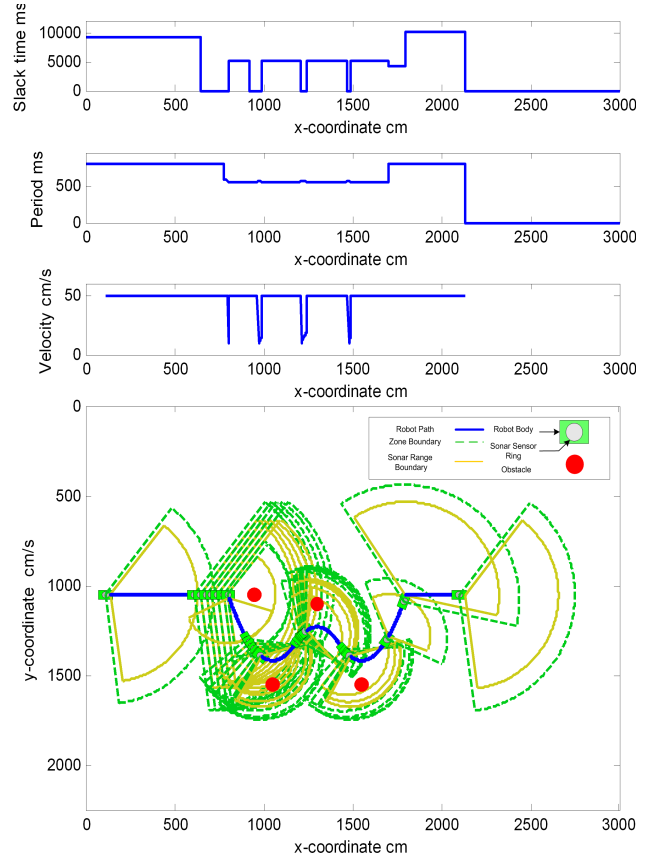 Slack time ms
10000
5000
0
0 500 1000 1500 2000 2500 3000
x-coordinate cm
Period ms
500
0
0 500 1000 1500 2000 2500 3000
x-coordinate cm
Velocity cm/s
50
0
0 500 1000 1500 2000 2500 3000
x-coordinate cm
y-coordinate cm/s
0
500
1000
1500
2000
Robot Path Robot Body
Zone Boundary Sonar Sensor
Ring
Sonar Range
Boundary Obstacle
0 500 1000 1500 2000 2500 3000
x-coordinate cm